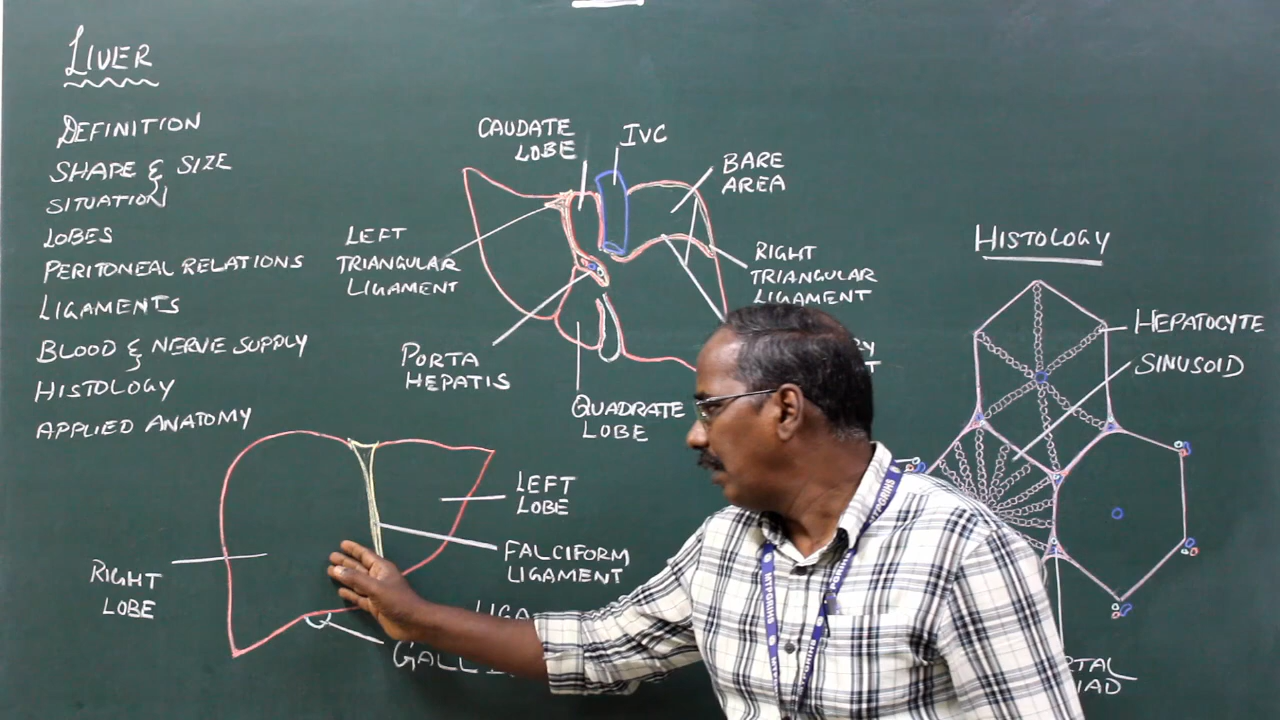 LIVER
DEFINITION
SHAPE & SIZE
SITUATION
LOBES
PERITONEAL RELATIONS
LIGAMENTS
BLOOD & NERVE SUPPLY
HISTOLOGY
APPLIED ANATOMY
CAUDATE
LOBE
IVC
BARE
AREA
LEFT
TRIANGULAR
LIGAMENT
RIGHT
TRIANGULAR
LIGAMENT
PORTA
HEPATIS
QUADRATE
LOBE
HISTOLOGY
HEPATOCYTE
SINUSOID
LEFT
LOBE
FALCIFORM
LIGAMENT
RIGHT
LOBE